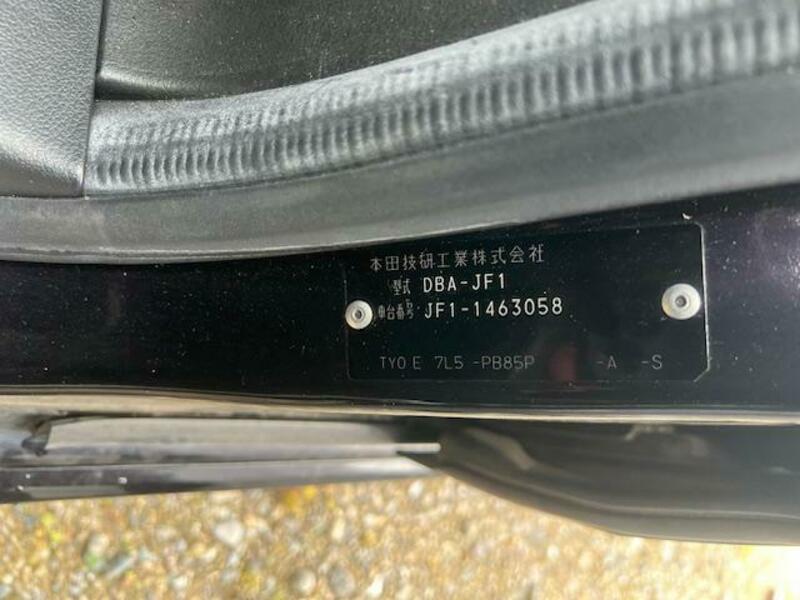 本田技研工業株式会社
型式 DBA-JF1
車台番号 JF1-1463058
TYO E 7L5 -PB85P -A -S